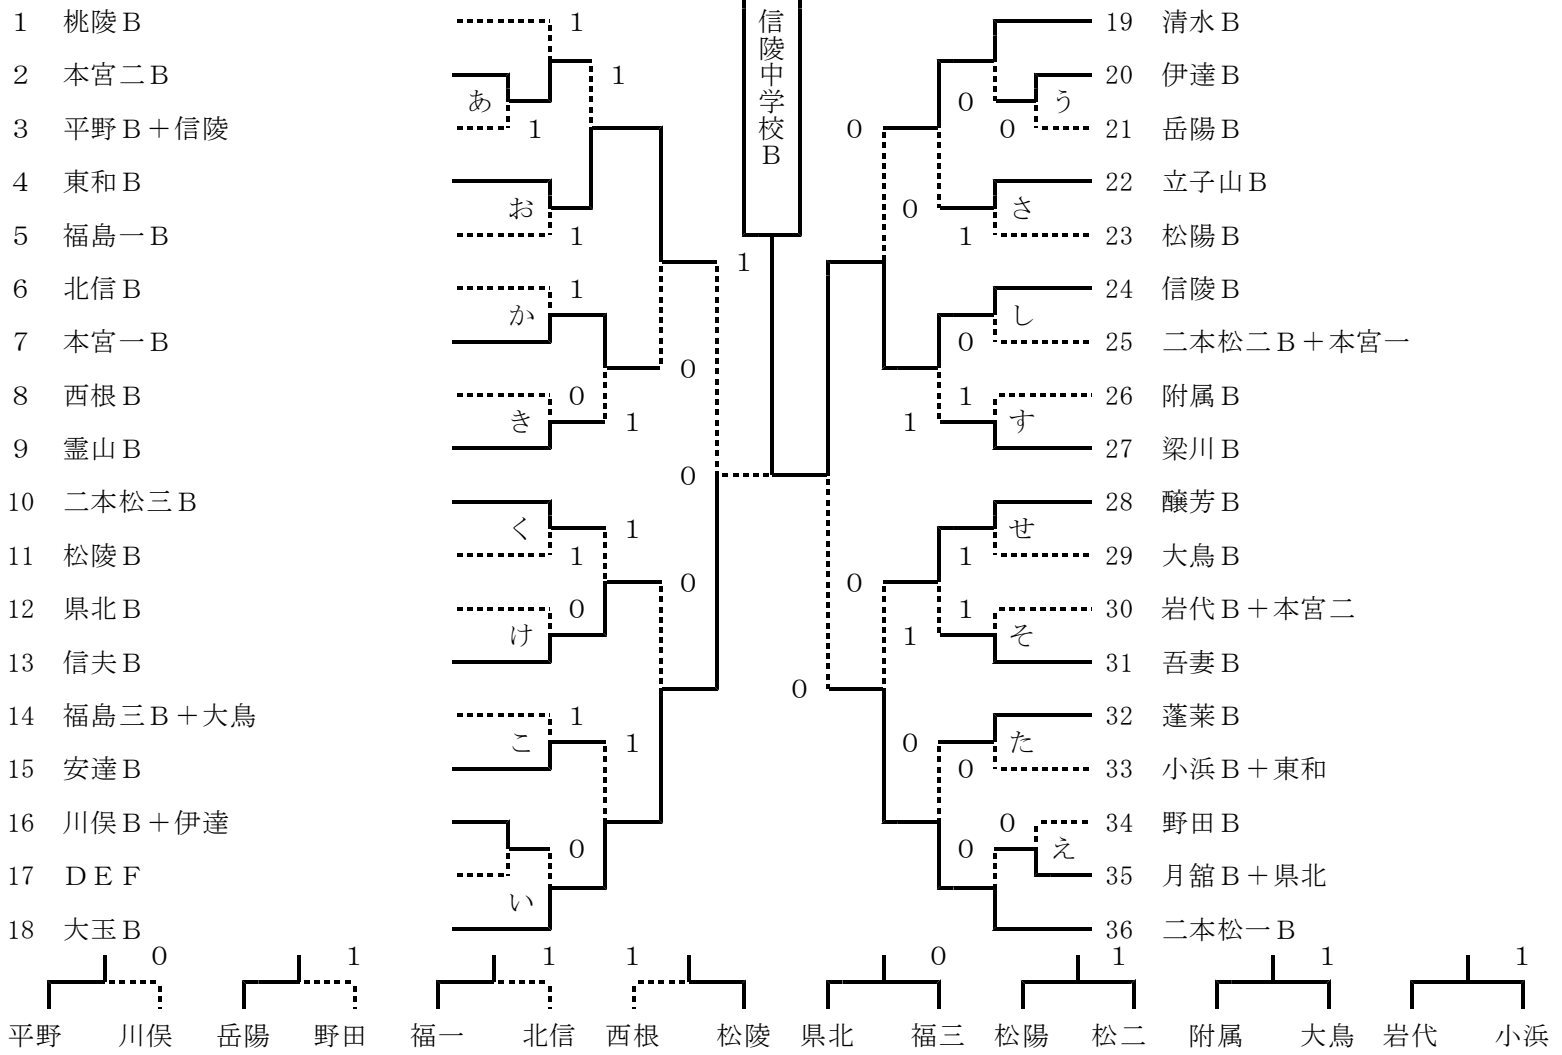 1 桃陵Ｂ 1
2 本宮二Ｂ あ 1
3 平野Ｂ＋信陵 1
4 東和Ｂ お
5 福島一Ｂ 1
6 北信Ｂ 1
7 本宮一Ｂ か
8 西根Ｂ 0
9 霊山Ｂ き 1
10 二本松三Ｂ く 1
11 松陵Ｂ 1
12 県北Ｂ 0
13 信夫Ｂ け
14 福島三Ｂ＋大鳥 1
15 安達Ｂ こ 1
16 川俣Ｂ＋伊達 0
17 ＤＥＦ
18 大玉Ｂ い
0
0
0
信陵中学校Ｂ
1
19 清水Ｂ
20 伊達Ｂ う 0
21 岳陽Ｂ 0
0
22 立子山Ｂ さ 0
23 松陽Ｂ 1
24 信陵Ｂ し
25 二本松二Ｂ＋本宮一 0
26 附属Ｂ 1
27 梁川Ｂ す 1
28 醸芳Ｂ せ
29 大鳥Ｂ 1
0
30 岩代Ｂ＋本宮二 1
31 吾妻Ｂ そ 1
0
32 蓬莱Ｂ た 0
33 小浜Ｂ＋東和 0
34 野田Ｂ 0
35 月舘Ｂ＋県北 え 0
36 二本松一Ｂ
0 1 1 1 0 1 1 1
平野 川俣 岳陽 野田 福一 北信 西根 松陵 県北 福三 松陽 松二 附属 大鳥 岩代 小浜